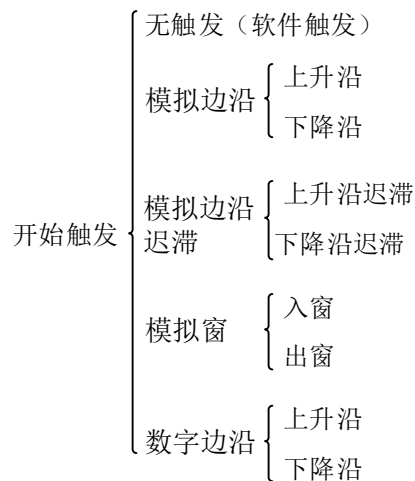 开始触发
无触发（软件触发）
模拟边沿
上升沿
下降沿
模拟边沿
迟滞
上升沿迟滞
下降沿迟滞
模拟窗
入窗
出窗
数字边沿
上升沿
下降沿